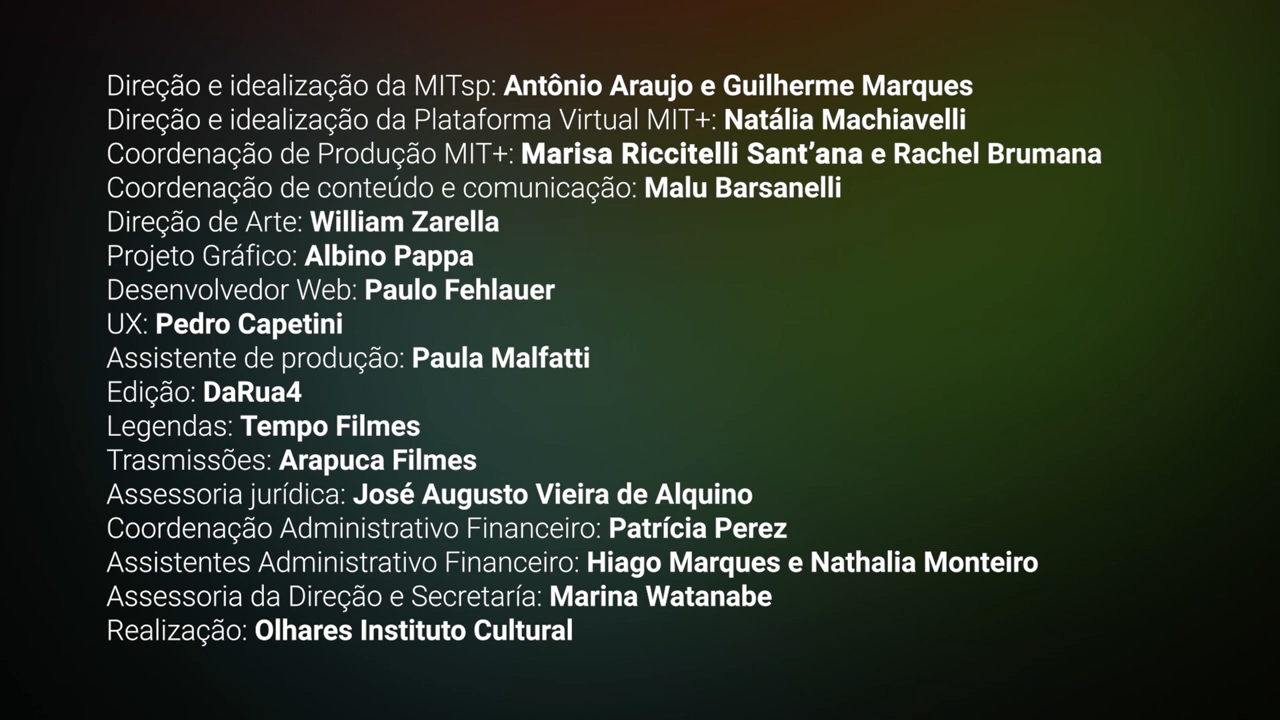 Direção e idealização da MITsp: Antônio Araujo e Guilherme Marques
Direção e idealização da Plataforma Virtual MIT+: Natália Machiavelli
Coordenação de Produção MIT+: Marisa Riccitelli Sant’ana e Rachel Brumana
Coordenação de conteúdo e comunicação: Malu Barsanelli
Direção de Arte: William Zarella
Projeto Gráfico: Albino Pappa
Desenvolvedor Web: Paulo Fehlauer
UX: Pedro Capetini
Assistente de produção: Paula Malfatti
Edição: DaRua4
Legendas: Tempo Filmes
Trasmissões: Arapuca Filmes
Assessoria jurídica: José Augusto Vieira de Alquino
Coordenação Administrativo Financeiro: Patrícia Perez
Assistentes Administrativo Financeiro: Hiago Marques e Nathalia Monteiro
Assessoria da Direção e Secretaría: Marina Watanabe
Realização: Olhares Instituto Cultural